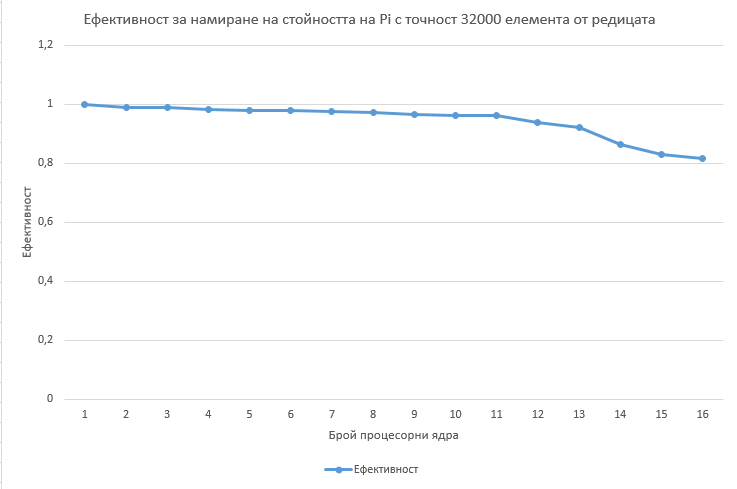 Ефективност за намиране на стойността на Pi с точност 32000 елемента от редицата
1,2
1
0,8
0,6
0,4
0,2
0
Ефективност
1 2 3 4 5 6 7 8 9 10 11 12 13 14 15 16
Брой процесорни ядра
Ефективност